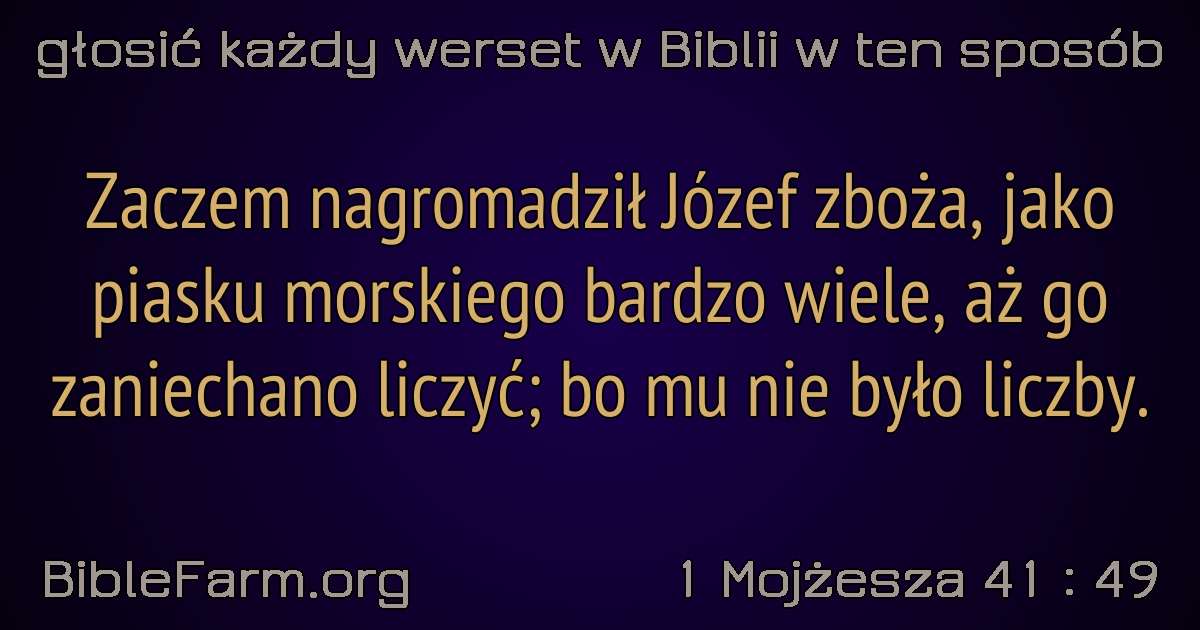 głosić każdy werset w Biblii w ten sposób
Zaczem nagromadził Józef zboża, jako
piasku morskiego bardzo wiele, aż go
zaniechano liczyć; bo mu nie było liczby.
BibleFarm.org
1 Mojżesza 41 : 49